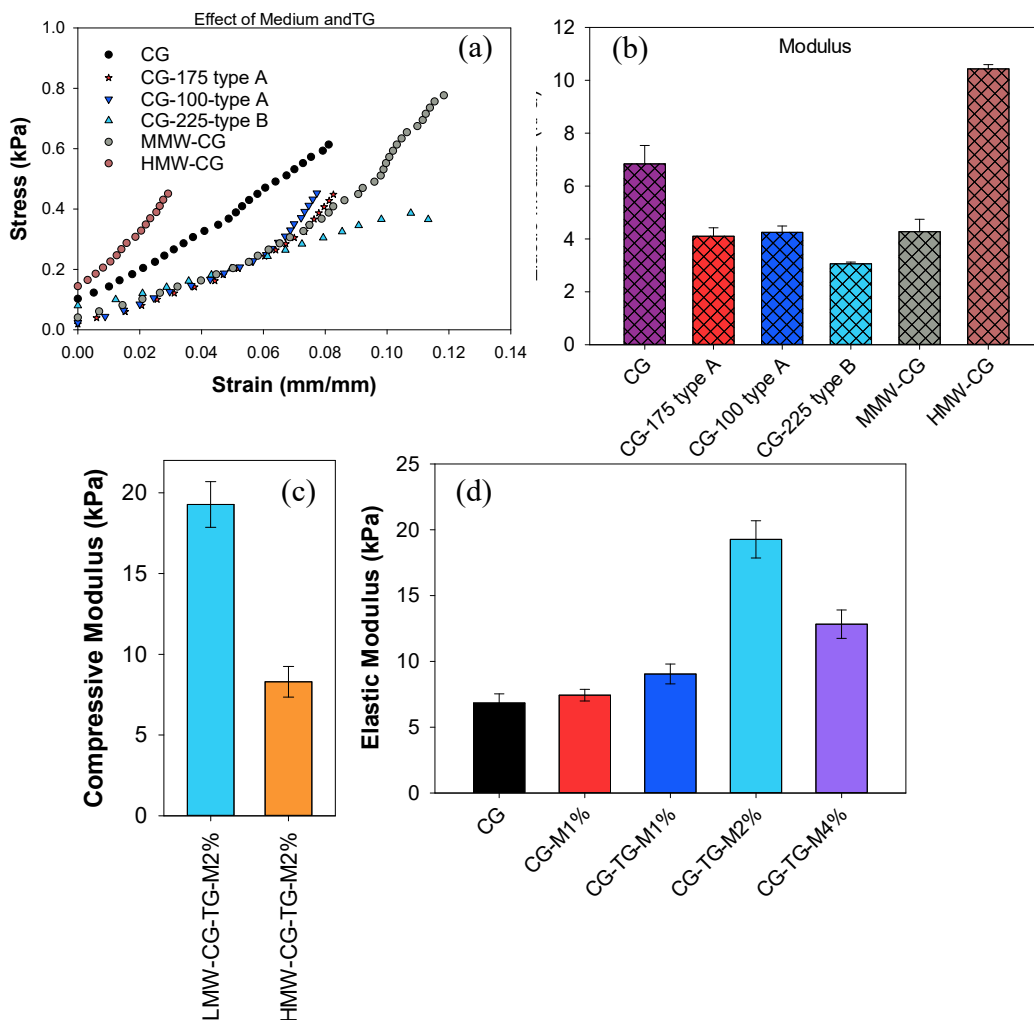 Effect of Medium andTG
(a)
Stress (kPa)
1.0
0.8
0.6
0.4
0.2
0.0
CG
CG-175 type A
CG-100-type A
CG-225-type B
MMW-CG
HMW-CG
0.00 0.02 0.04 0.06 0.08 0.10 0.12 0.14
Strain (mm/mm)
(b)
Modulus
12
10
8
6
4
2
0
CG
CG-175 type A
CG-100 type A
CG-225 type B
MMW-CG
HMW-CG
(c)
Compressive Modulus (kPa)
20
15
10
5
0
LMW-CG-TG-M2%
HMW-CG-TG-M2%
(d)
Elastic Modulus (kPa)
25
20
15
10
5
0
CG
CG-M1%
CG-TG-M1%
CG-TG-M2%
CG-TG-M4%